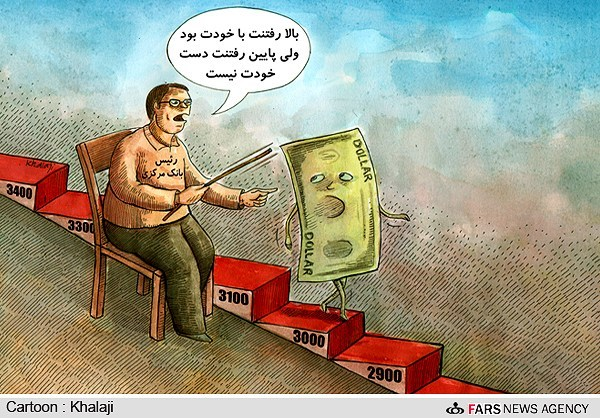 بالا رفتنت با خودت بود
ولی پایین رفتنت دست
خودت نیست
رئیس
بانک مرکزی
DOLLAR
DOLLAR
3400
3300
3100
3000
2900
Cartoon : Khalaji
FARS NEWS AGENCY